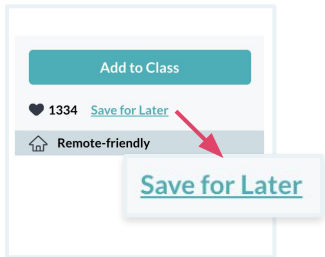 Add to Class
1334 Save for Later
Remote-friendly
Save for Later